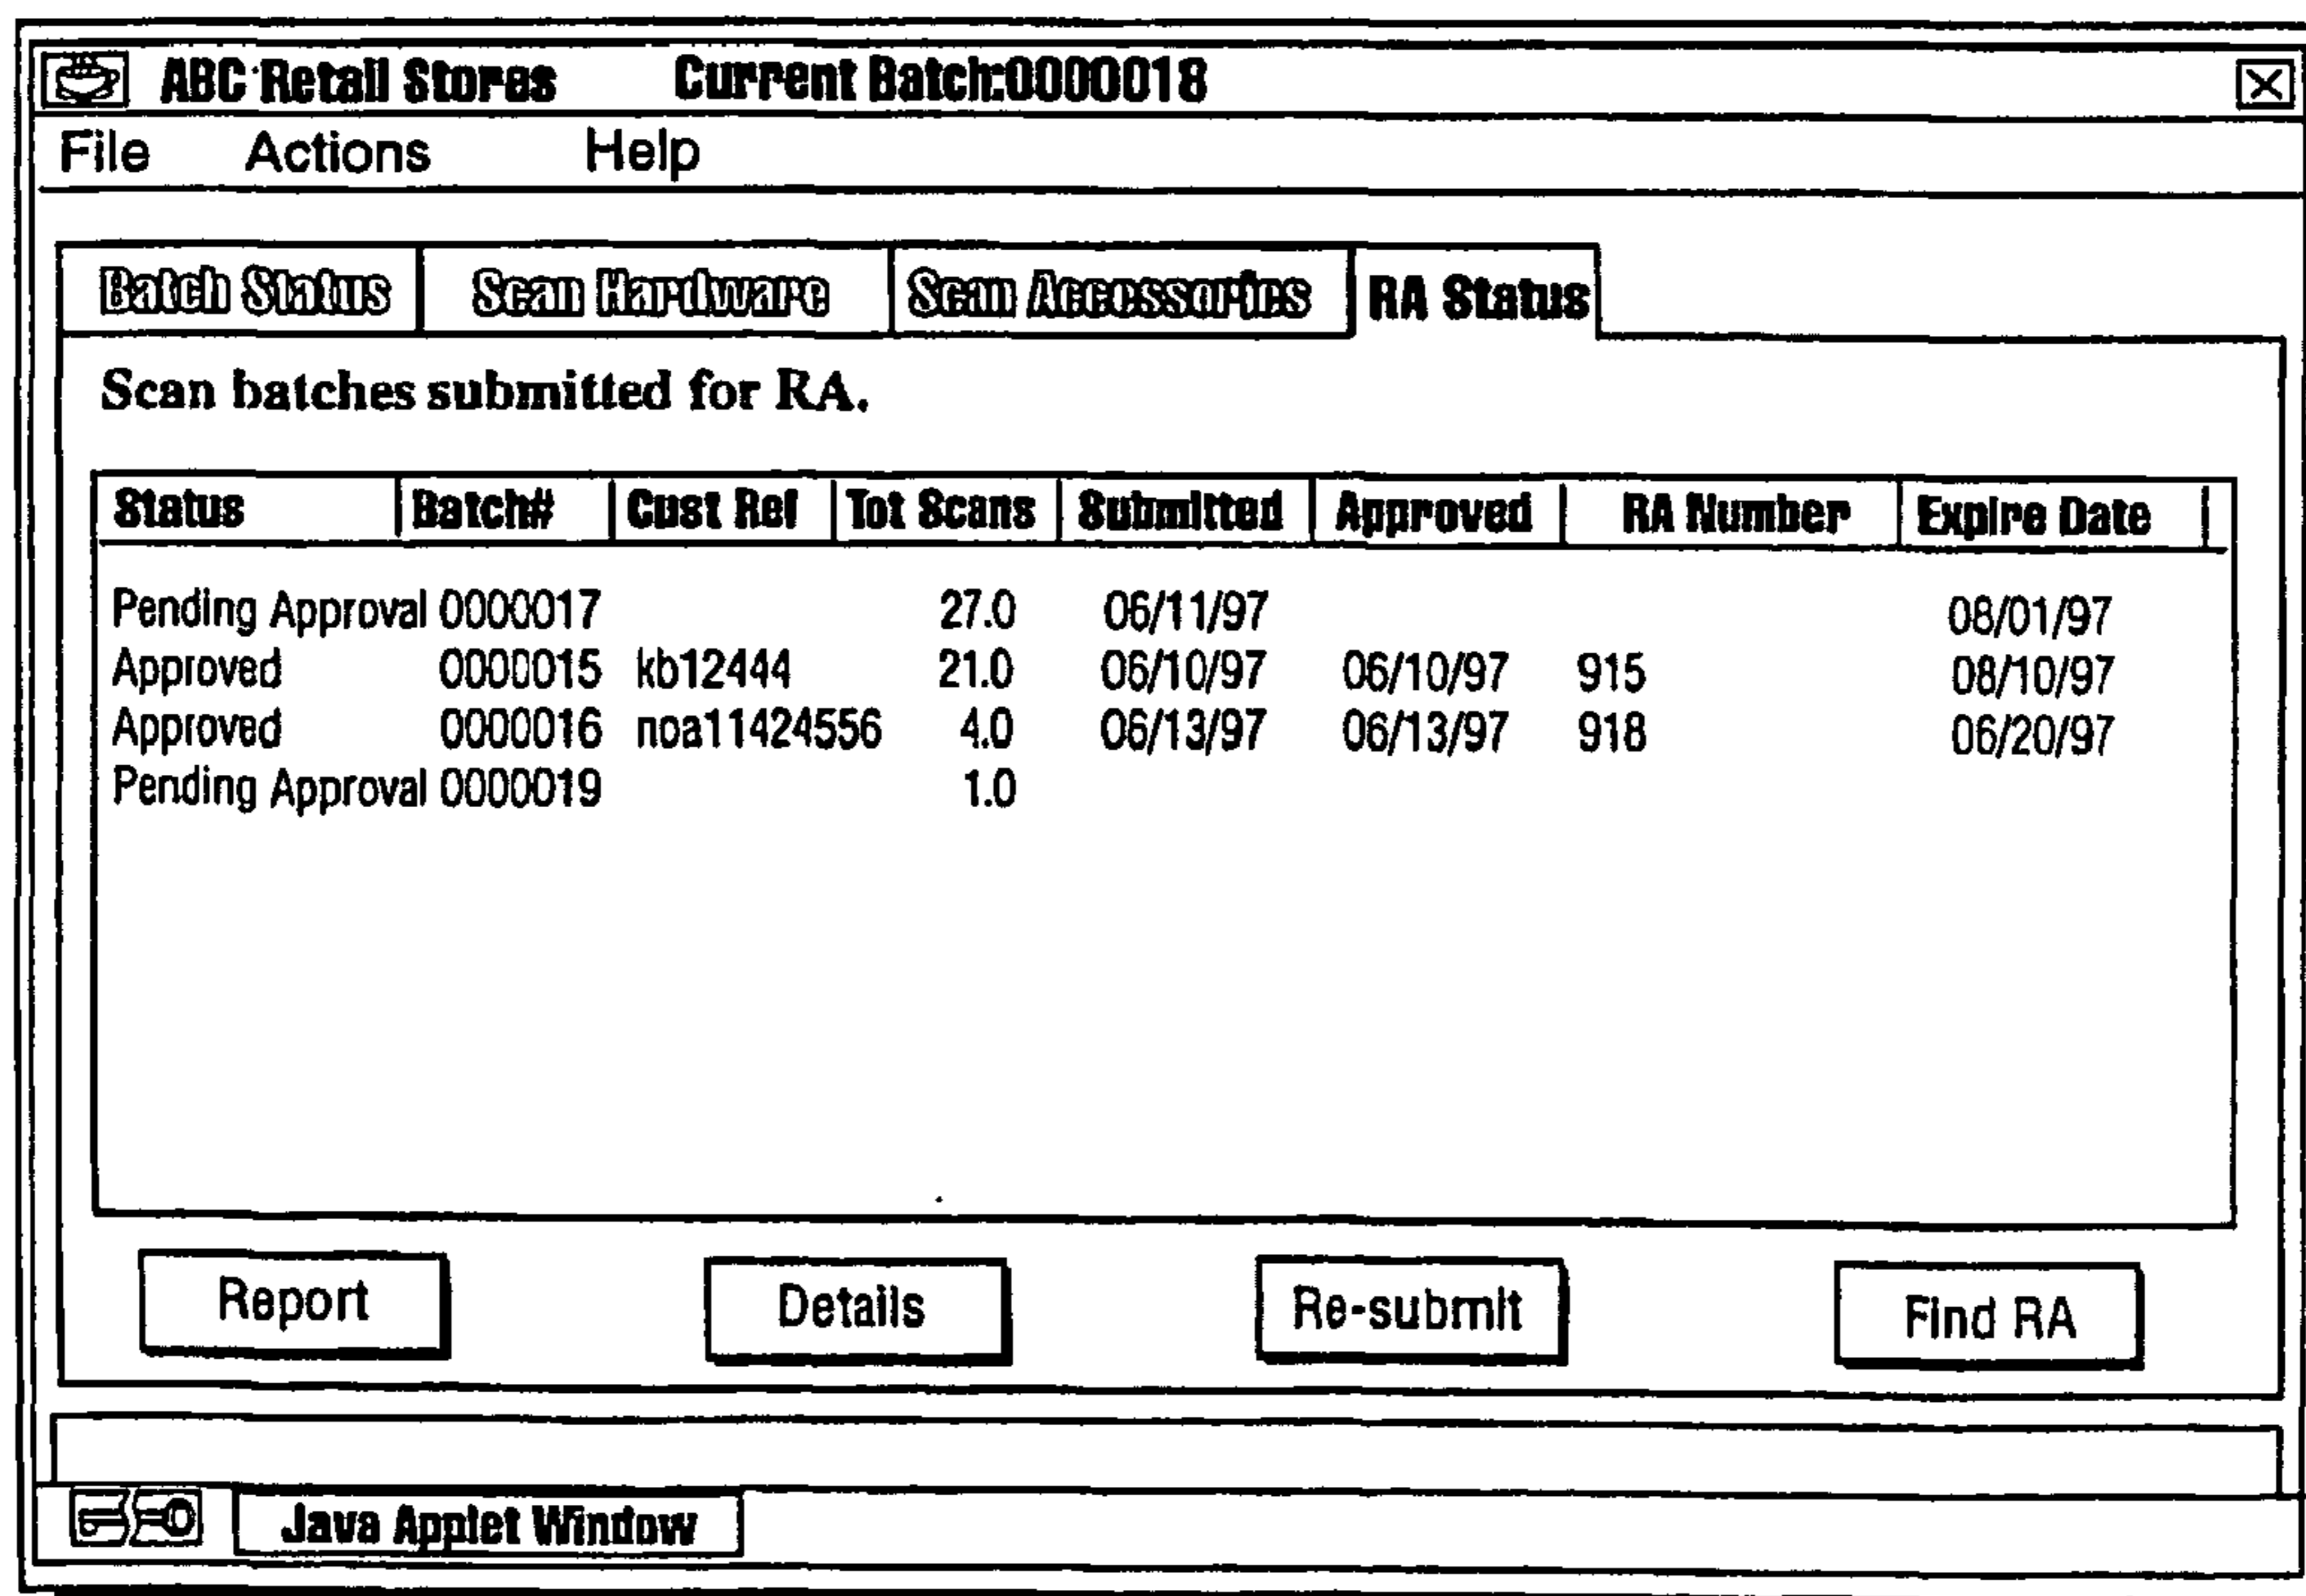 ABC Retail Stores Current Batch:0000018
File Actions Help
Batch Status Scan Hardware Scan Accessories RA Status
Scan batches submitted for RA.
Status Batch# Cust Ref Tot Scans Submitted Approved RA Number Expire Date
Pending Approval 0000017 27.0 06/11/97 08/01/97
Approved 0000015 kb12444 21.0 06/10/97 06/10/97 915 08/10/97
Approved 0000016 noa11424556 4.0 06/13/97 06/13/97 918 06/20/97
Pending Approval 0000019 1.0
Report Details Re-submit Find RA
Java Applet Window